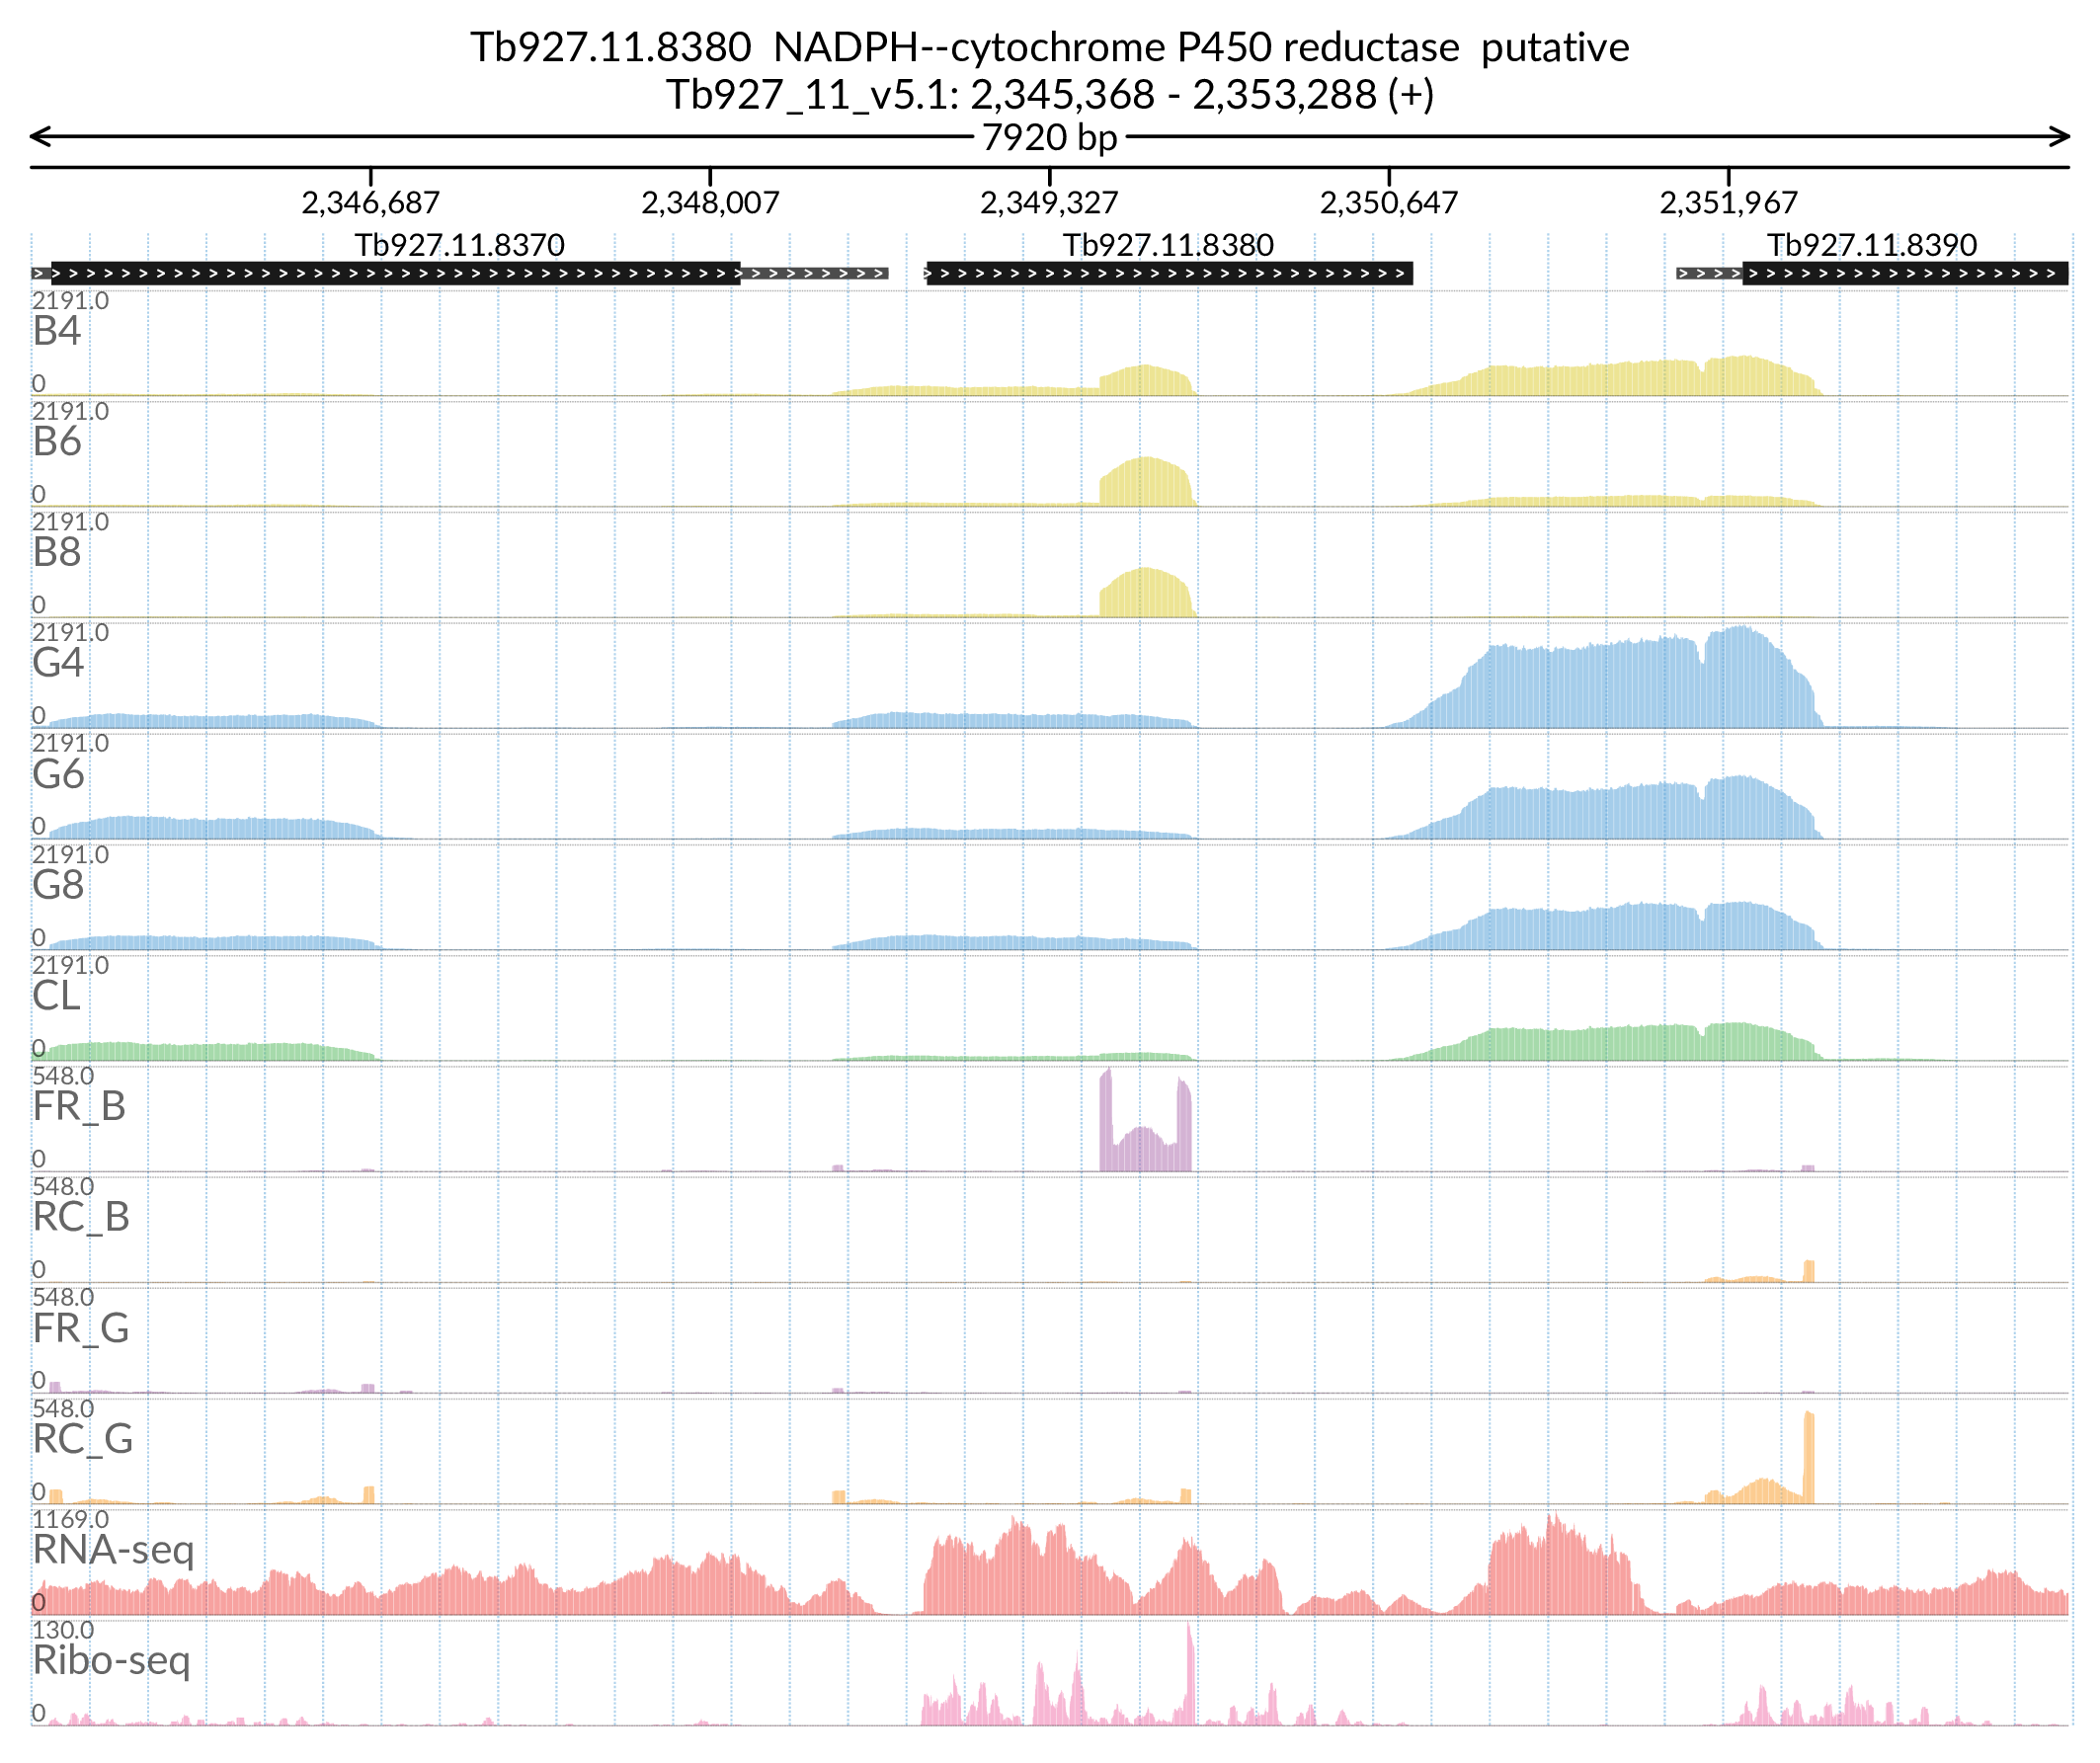 Tb927.11.8380  NADPH--cytochrome P450 reductase  putative
Tb927_11_v5.1: 2,345,368 - 2,353,288 (+)
7920 bp
2,346,687 2,348,007 2,349,327 2,350,647 2,351,967
Tb927.11.8370 Tb927.11.8380 Tb927.11.8390
2191.0
B4
0
2191.0
B6
0
2191.0
B8
0
2191.0
G4
0
2191.0
G6
0
2191.0
G8
0
2191.0
CL
0
548.0
FR_B
0
548.0
RC_B
0
548.0
FR_G
0
548.0
RC_G
0
1169.0
RNA-seq
0
130.0
Ribo-seq
0